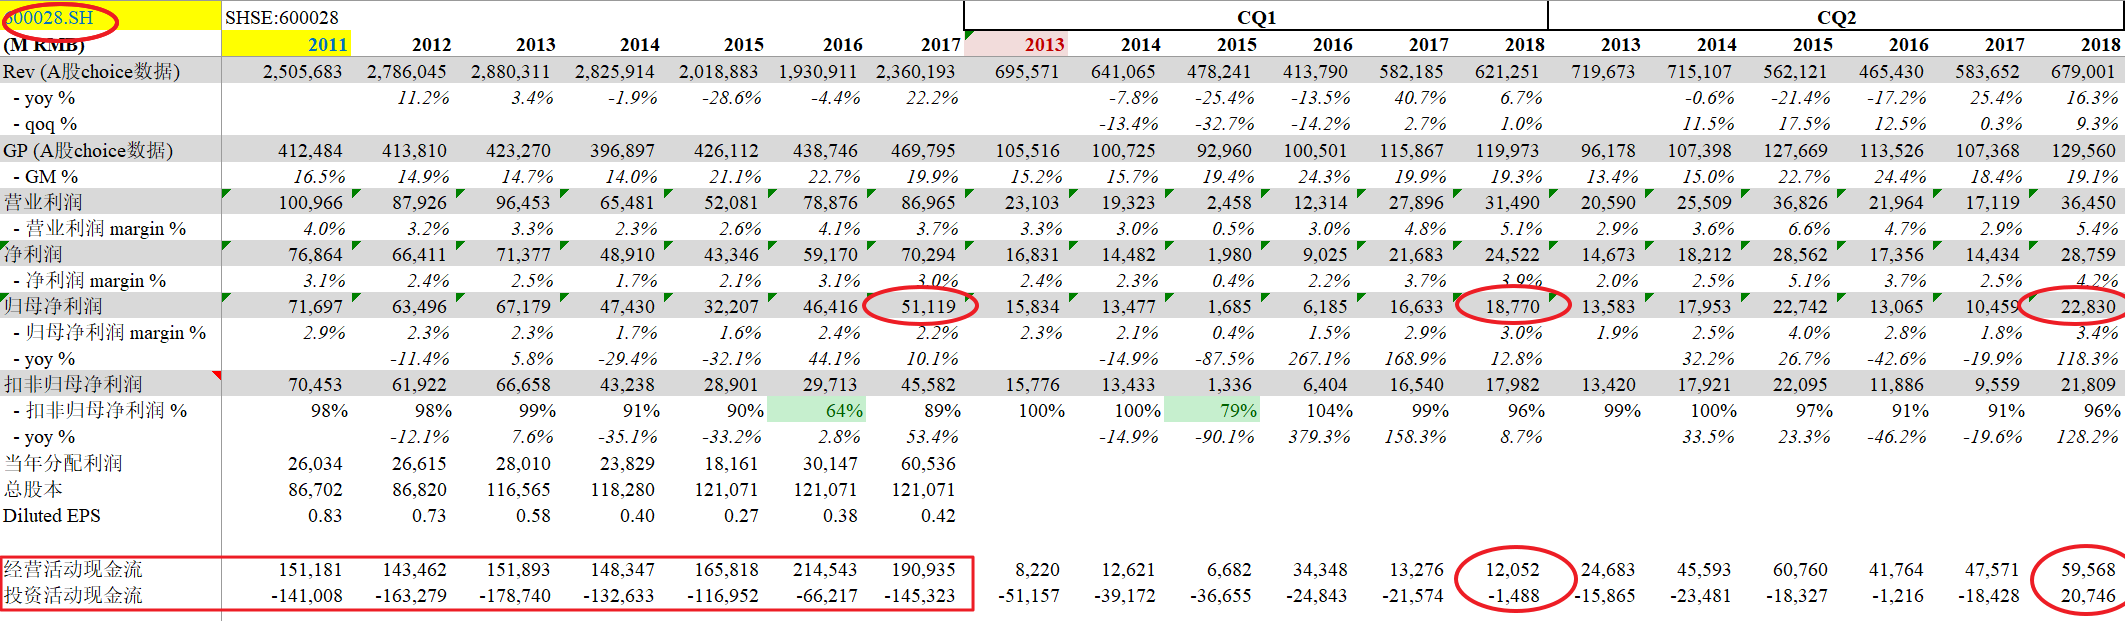 600028.SH SHSE:600028 CQ1 CQ2
(M RMB) 2011 2012 2013 2014 2015 2016 2017 2013 2014 2015 2016 2017 2018 2013 2014 2015 2016 2017 2018
Rev (A股choice数据) 2,505,683 2,786,045 2,880,311 2,825,914 2,018,883 1,930,911 2,360,193 695,571 641,065 478,241 413,790 582,185 621,251 719,673 715,107 562,121 465,430 583,652 679,001
- yoy % 11.2% 3.4% -1.9% -28.6% -4.4% 22.2% -7.8% -25.4% -13.5% 40.7% 6.7% -0.6% -21.4% -17.2% 25.4% 16.3%
- qoq % -13.4% -32.7% -14.2% 2.7% 1.0% 11.5% 17.5% 12.5% 0.3% 9.3%
GP (A股choice数据) 412,484 413,810 423,270 396,897 426,112 438,746 469,795 105,516 100,725 92,960 100,501 115,867 119,973 96,178 107,398 127,669 113,526 107,368 129,560
- GM % 16.5% 14.9% 14.7% 14.0% 21.1% 22.7% 19.9% 15.2% 15.7% 19.4% 24.3% 19.9% 19.3% 13.4% 15.0% 22.7% 24.4% 18.4% 19.1%
营业利润 100,966 87,926 96,453 65,481 52,081 78,876 86,965 23,103 19,323 2,458 12,314 27,896 31,490 20,590 25,509 36,826 21,964 17,119 36,450
- 营业利润 margin % 4.0% 3.2% 3.3% 2.3% 2.6% 4.1% 3.7% 3.3% 3.0% 0.5% 3.0% 4.8% 5.1% 2.9% 3.6% 6.6% 4.7% 2.9% 5.4%
净利润 76,864 66,411 71,377 48,910 43,346 59,170 70,294 16,831 14,482 1,980 9,025 21,683 24,522 14,673 18,212 28,562 17,356 14,434 28,759
- 净利润 margin % 3.1% 2.4% 2.5% 1.7% 2.1% 3.1% 3.0% 2.4% 2.3% 0.4% 2.2% 3.7% 3.9% 2.0% 2.5% 5.1% 3.7% 2.5% 4.2%
归母净利润 71,697 63,496 67,179 47,430 32,207 46,416 51,119 15,834 13,477 1,685 6,185 16,633 18,770 13,583 17,953 22,742 13,065 10,459 22,830
- 归母净利润 margin % 2.9% 2.3% 2.3% 1.7% 1.6% 2.4% 2.2% 2.3% 2.1% 0.4% 1.5% 2.9% 3.0% 1.9% 2.5% 4.0% 2.8% 1.8% 3.4%
- yoy % -11.4% 5.8% -29.4% -32.1% 44.1% 10.1% -14.9% -87.5% 267.1% 168.9% 12.8% 32.2% 26.7% -42.6% -19.9% 118.3%
扣非归母净利润 70,453 61,922 66,658 43,238 28,901 29,713 45,582 15,776 13,433 1,336 6,404 16,540 17,982 13,420 17,921 22,095 11,886 9,559 21,809
- 扣非归母净利润 % 98% 98% 99% 91% 90% 64% 89% 100% 100% 79% 104% 99% 96% 99% 100% 97% 91% 91% 96%
- yoy % -12.1% 7.6% -35.1% -33.2% 2.8% 53.4% -14.9% -90.1% 379.3% 158.3% 8.7% 33.5% 23.3% -46.2% -19.6% 128.2%
当年分配利润 26,034 26,615 28,010 23,829 18,161 30,147 60,536
总股本 86,702 86,820 116,565 118,280 121,071 121,071 121,071
Diluted EPS 0.83 0.73 0.58 0.40 0.27 0.38 0.42
经营活动现金流 151,181 143,462 151,893 148,347 165,818 214,543 190,935 8,220 12,621 6,682 34,348 13,276 12,052 24,683 45,593 60,760 41,764 47,571 59,568
投资活动现金流 -141,008 -163,279 -178,740 -132,633 -116,952 -66,217 -145,323 -51,157 -39,172 -36,655 -24,843 -21,574 -1,488 -15,865 -23,481 -18,327 -1,216 -18,428 20,746